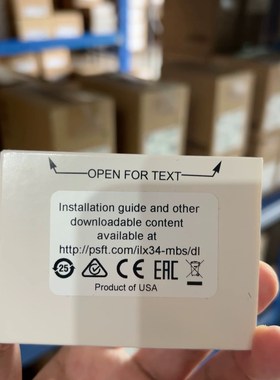 OPEN FOR TEXT
Installation guide and other
downloadable content
available at
http://psft.com/ilx34-mbs/dl
25 CE EAC
Product of USA